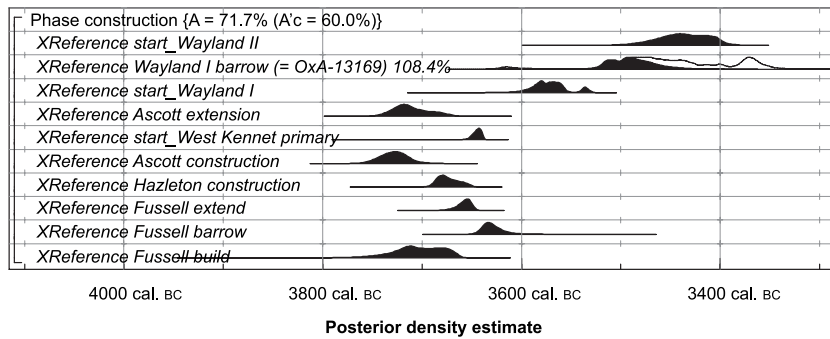 Phase construction {A = 71.7% (A'c = 60.0%)}
XReference start_Wayland II
XReference Wayland I barrow (= OxA-13169) 108.4%
XReference start_Wayland I
XReference Ascott extension
XReference start_West Kennet primary
XReference Ascott construction
XReference Hazleton construction
XReference Fussell extend
XReference Fussell barrow
XReference Fussell build
4000 cal. BC 3800 cal. BC 3600 cal. BC 3400 cal. BC
Posterior density estimate